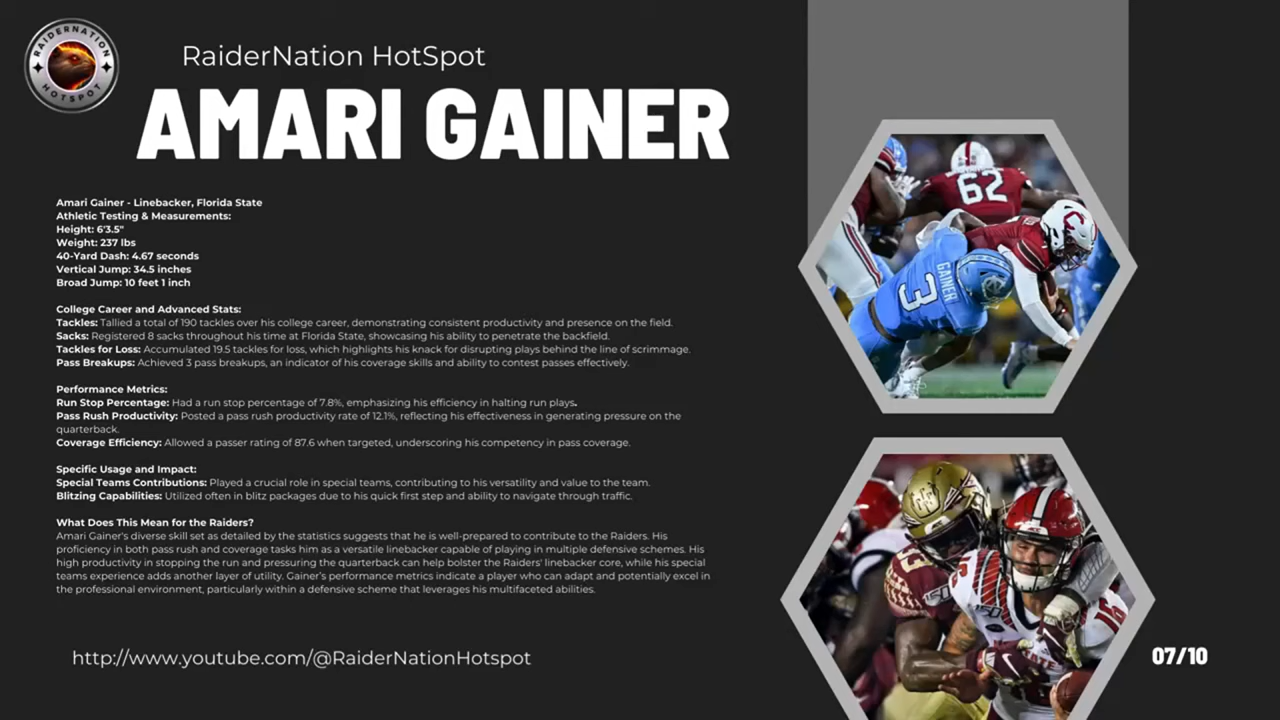 RAIDERNATION
HOTSPOT
RaiderNation HotSpot
AMARI GAINER
Amari Gainer - Linebacker, Florida State
Athletic Testing & Measurements:
Height: 6'3.5"
Weight: 237 lbs
40-Yard Dash: 4.67 seconds
Vertical Jump: 34.5 inches
Broad Jump: 10 feet 1 inch
College Career and Advanced Stats:
Tackles: Tallied a total of 190 tackles over his college career, demonstrating consistent productivity and presence on the field.
Sacks: Registered 8 sacks throughout his time at Florida State, showcasing his ability to penetrate the backfield.
Tackles for Loss: Accumulated 19.5 tackles for loss, which highlights his knack for disrupting plays behind the line of scrimmage.
Pass Breakups: Achieved 3 pass breakups, an indicator of his coverage skills and ability to contest passes effectively.
Performance Metrics:
Run Stop Percentage: Had a run stop percentage of 7.8%, emphasizing his efficiency in halting run plays.
Pass Rush Productivity: Posted a pass rush productivity rate of 12.1%, reflecting his effectiveness in generating pressure on the
quarterback.
Coverage Efficiency: Allowed a passer rating of 87.6 when targeted, underscoring his competency in pass coverage.
Specific Usage and Impact:
Special Teams Contributions: Played a crucial role in special teams, contributing to his versatility and value to the team.
Blitzing Capabilities: Utilized often in blitz packages due to his quick first step and ability to navigate through traffic.
What Does This Mean for the Raiders?
Amari Gainer's diverse skill set as detailed by the statistics suggests that he is well-prepared to contribute to the Raiders. His
proficiency in both pass rush and coverage tasks him as a versatile linebacker capable of playing in multiple defensive schemes. His
high productivity in stopping the run and pressuring the quarterback can help bolster the Raiders' linebacker core, while his special
teams experience adds another layer of utility. Gainer's performance metrics indicate a player who can adapt and potentially excel in
the professional environment, particularly within a defensive scheme that leverages his multifaceted abilities.
http://www.youtube.com/@RaiderNationHotspot
62
C
GAINER
3
150
16
07/10